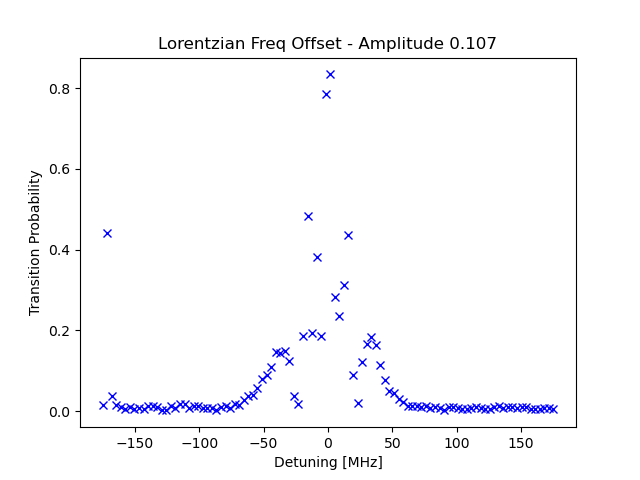 Lorentzian Freq Offset - Amplitude 0.107
Transition Probability
0.8
0.6
0.4
0.2
0.0
−150 −100 −50 0 50 100 150
Detuning [MHz]